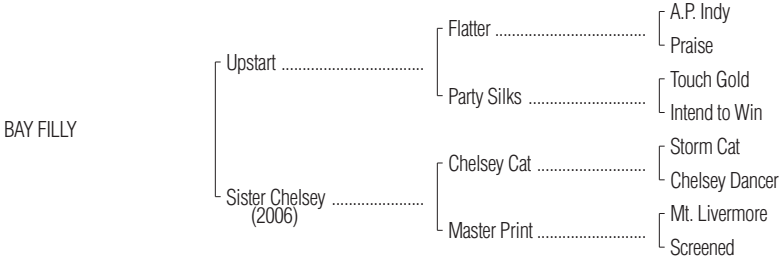 A.P. Indy
Flatter ....................................
Praise
Upstart ..................................
Touch Gold
Party Silks ............................
Intend to Win
BAY FILLY
Storm Cat
Chelsey Cat ..........................
Chelsey Dancer
Sister Chelsey ......................
(2006)
Mt. Livermore
Master Print ..........................
Screened